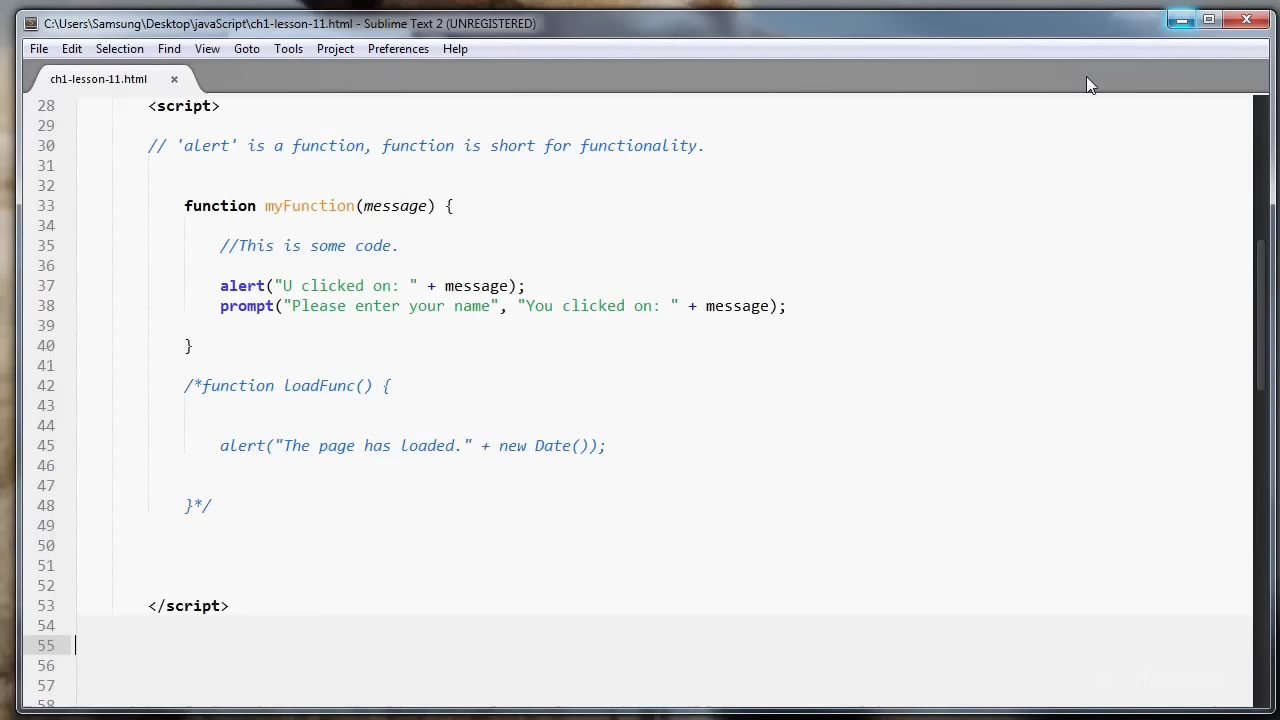 C:\Users\Samsung\Desktop\javaScript\ch1-lesson-11.html - Sublime Text 2 (UNREGISTERED)
File Edit Selection Find View Goto Tools Project Preferences Help
ch1-lesson-11.html ×
28 <script>
29
30 // 'alert' is a function, function is short for functionality.
31
32
33 function myFunction(message) {
34
35 //This is some code.
36
37 alert("U clicked on: " + message);
38 prompt("Please enter your name", "You clicked on: " + message);
39
40 }
41
42 /*function loadFunc() {
43
44
45 alert("The page has loaded." + new Date());
46
47
48 }*/
49
50
51
52
53 </script>
54
55
56
57
58